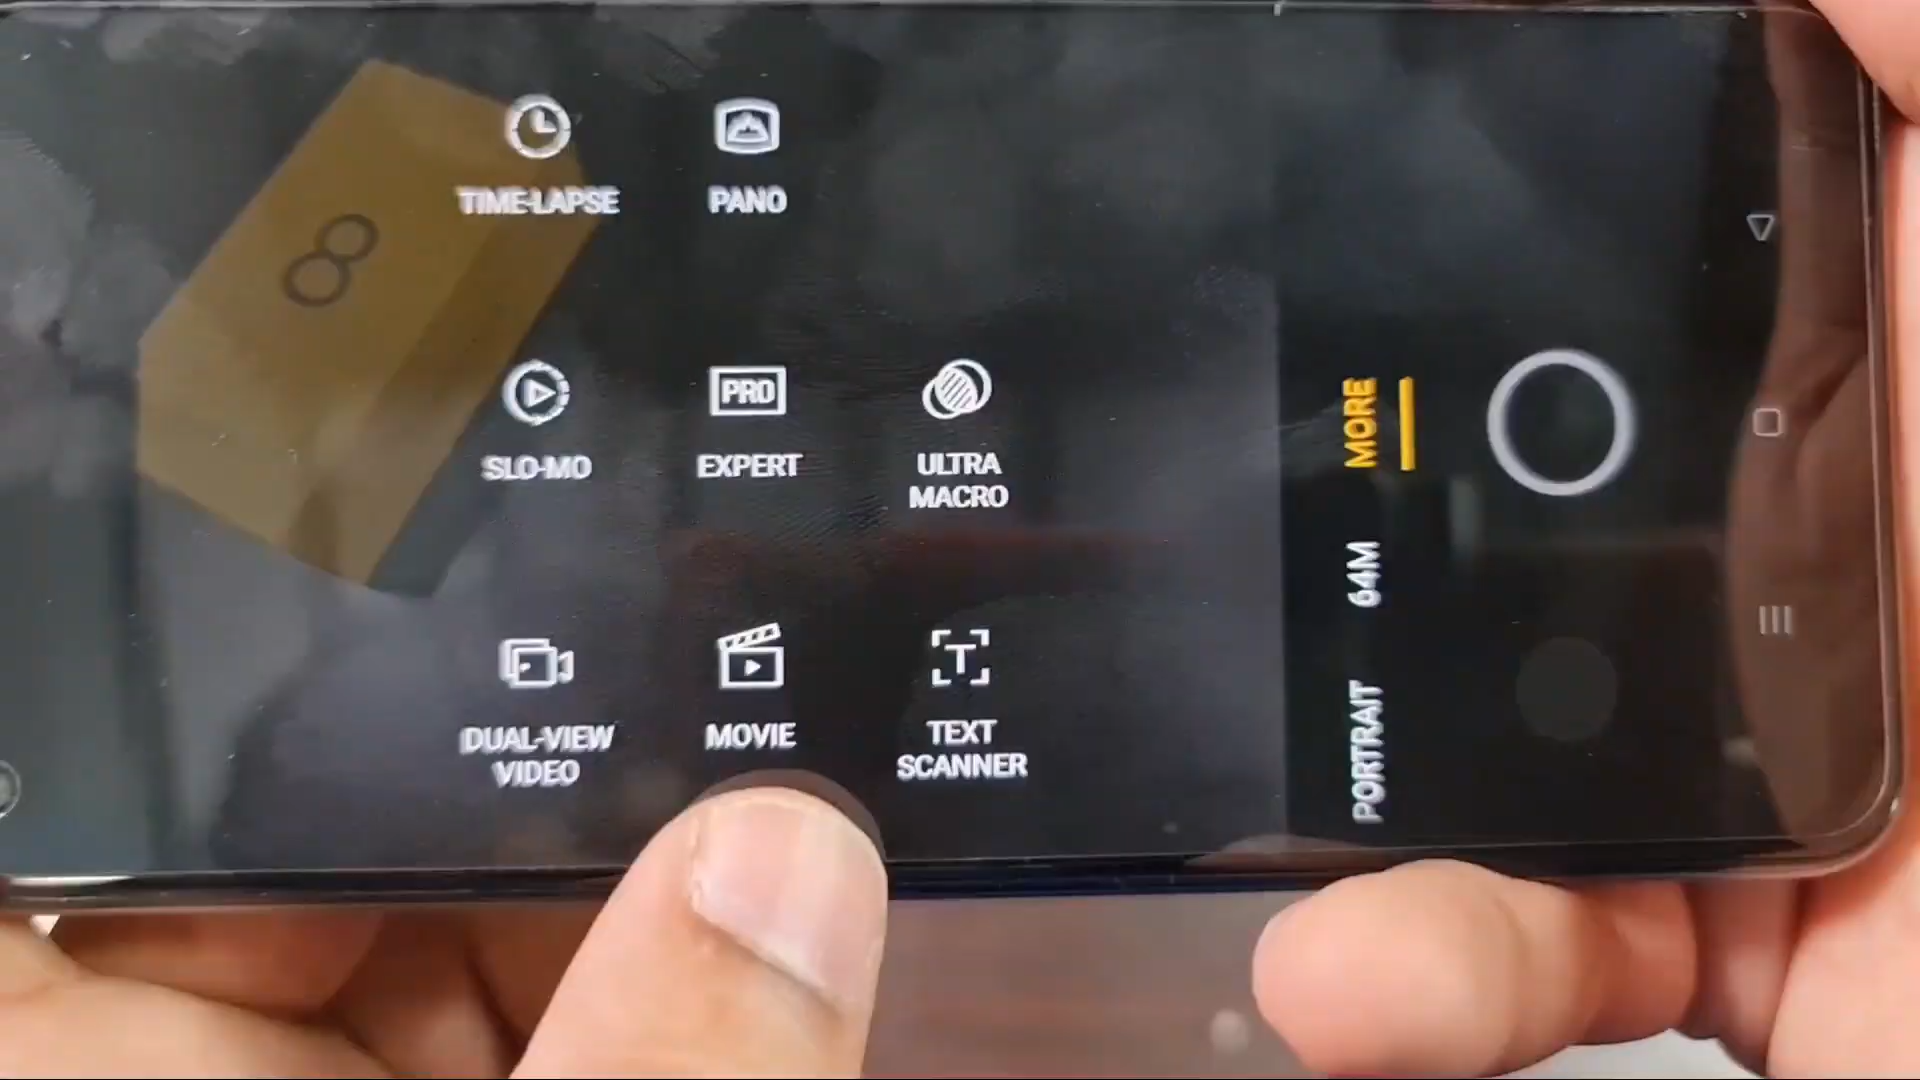 8
TIME-LAPSE
PANO
SLO-MO
PRO
EXPERT
ULTRA
MACRO
DUAL-VIEW
VIDEO
MOVIE
T
TEXT
SCANNER
MORE
64M
PORTRAIT